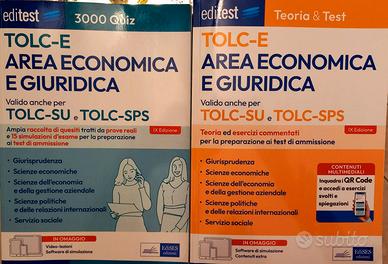 editest
3000 Quiz
TOLC-E
AREA ECONOMICA
E GIURIDICA
Valido anche per
TOLC-SU e TOLC-SPS
Ampia raccolta di quesiti tratti da prove reali
e 15 simulazioni d'esame per la preparazione
ai test di ammissione
IX Edizione
• Giurisprudenza
• Scienze economiche
• Scienze dell'economia
e della gestione aziendale
• Scienze politiche
e delle relazioni internazionali
• Servizio sociale
IN OMAGGIO
Video-lezioni
Software di simulazione
EdiSES
edizioni
editest
Teoria & Test
TOLC-E
AREA ECONOMICA
E GIURIDICA
Valido anche per
TOLC-SU e TOLC-SPS
Teoria ed esercizi commentati
per la preparazione ai test di ammissione
IX Edizione
• Giurisprudenza
• Scienze economiche
• Scienze dell'economia
e della gestione aziendale
• Scienze politiche
e delle relazioni internazionali
• Servizio sociale
CONTENUTI
MULTIMEDIALI
Inquadra i QR Code
e accedi a esercizi
svolti e
spiegazioni
IN OMAGGIO
Software di simulazione
Contenuti extra
EdiSES
edizioni
subito